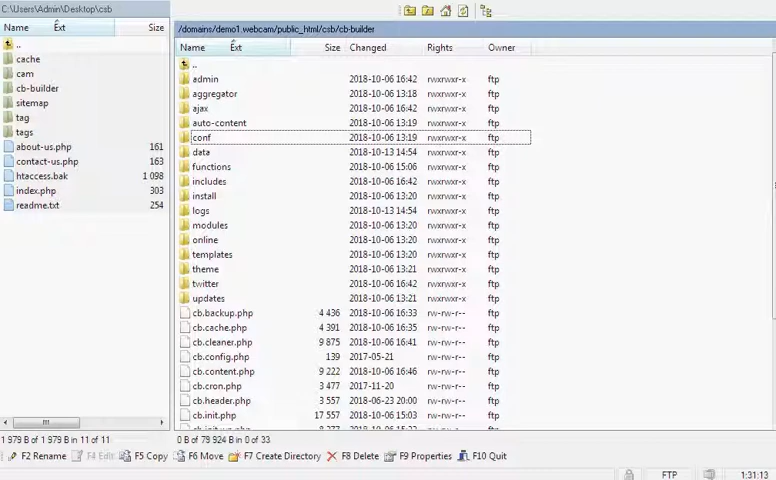 C:\Users\Admin\Desktop\csb
/domains/demo1.webcam/public_html/csb/cb-builder
Name Ext Size
Name Ext Size Changed Rights Owner
..
cache
cam
cb-builder
sitemap
tag
tags
about-us.php 161
contact-us.php 163
htaccess.bak 1 098
index.php 303
readme.txt 254
..
admin 2018-10-06 16:42 rwxrwxr-x ftp
aggregator 2018-10-06 13:18 rwxrwxr-x ftp
ajax 2018-10-06 16:42 rwxrwxr-x ftp
auto-content 2018-10-06 13:19 rwxrwxr-x ftp
conf 2018-10-06 13:19 rwxrwxr-x ftp
data 2018-10-13 14:54 rwxrwxr-x ftp
functions 2018-10-06 15:06 rwxrwxr-x ftp
includes 2018-10-06 16:42 rwxrwxr-x ftp
install 2018-10-06 13:20 rwxrwxr-x ftp
logs 2018-10-13 14:54 rwxrwxr-x ftp
modules 2018-10-06 13:20 rwxrwxr-x ftp
online 2018-10-06 13:20 rwxrwxr-x ftp
templates 2018-10-06 13:20 rwxrwxr-x ftp
theme 2018-10-06 13:21 rwxrwxr-x ftp
twitter 2018-10-06 16:42 rwxrwxr-x ftp
updates 2018-10-06 13:21 rwxrwxr-x ftp
cb.backup.php 4 436 2018-10-06 16:33 rw-rw-r-- ftp
cb.cache.php 4 391 2018-10-06 16:35 rw-rw-r-- ftp
cb.cleaner.php 9 875 2018-10-06 16:41 rw-rw-r-- ftp
cb.config.php 139 2017-05-21 rw-rw-r-- ftp
cb.content.php 9 222 2018-10-06 16:46 rw-rw-r-- ftp
cb.cron.php 3 477 2017-11-20 rw-rw-r-- ftp
cb.header.php 3 557 2018-06-23 20:00 rw-rw-r-- ftp
cb.init.php 17 557 2018-10-06 15:03 rw-rw-r-- ftp
1 979 B of 1 979 B in 11 of 11
0 B of 79 924 B in 0 of 33
F2 Rename F4 Edit F5 Copy F6 Move F7 Create Directory F8 Delete F9 Properties F10 Quit
FTP 1:31:13